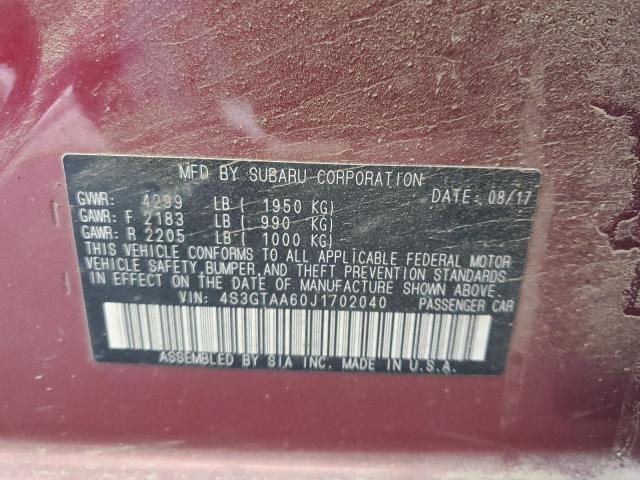 MFD BY SUBARU CORPORATION
GVWR: 4299 LB ( 1950 KG) DATE: 08/17
GAWR: F 2183 LB ( 990 KG)
GAWR: R 2205 LB ( 1000 KG)
THIS VEHICLE CONFORMS TO ALL APPLICABLE FEDERAL MOTOR
VEHICLE SAFETY, BUMPER, AND THEFT PREVENTION STANDARDS
IN EFFECT ON THE DATE OF MANUFACTURE SHOWN ABOVE.
VIN: 4S3GTAA60J1702040 PASSENGER CAR
ASSEMBLED BY SIA INC. MADE IN U.S.A.